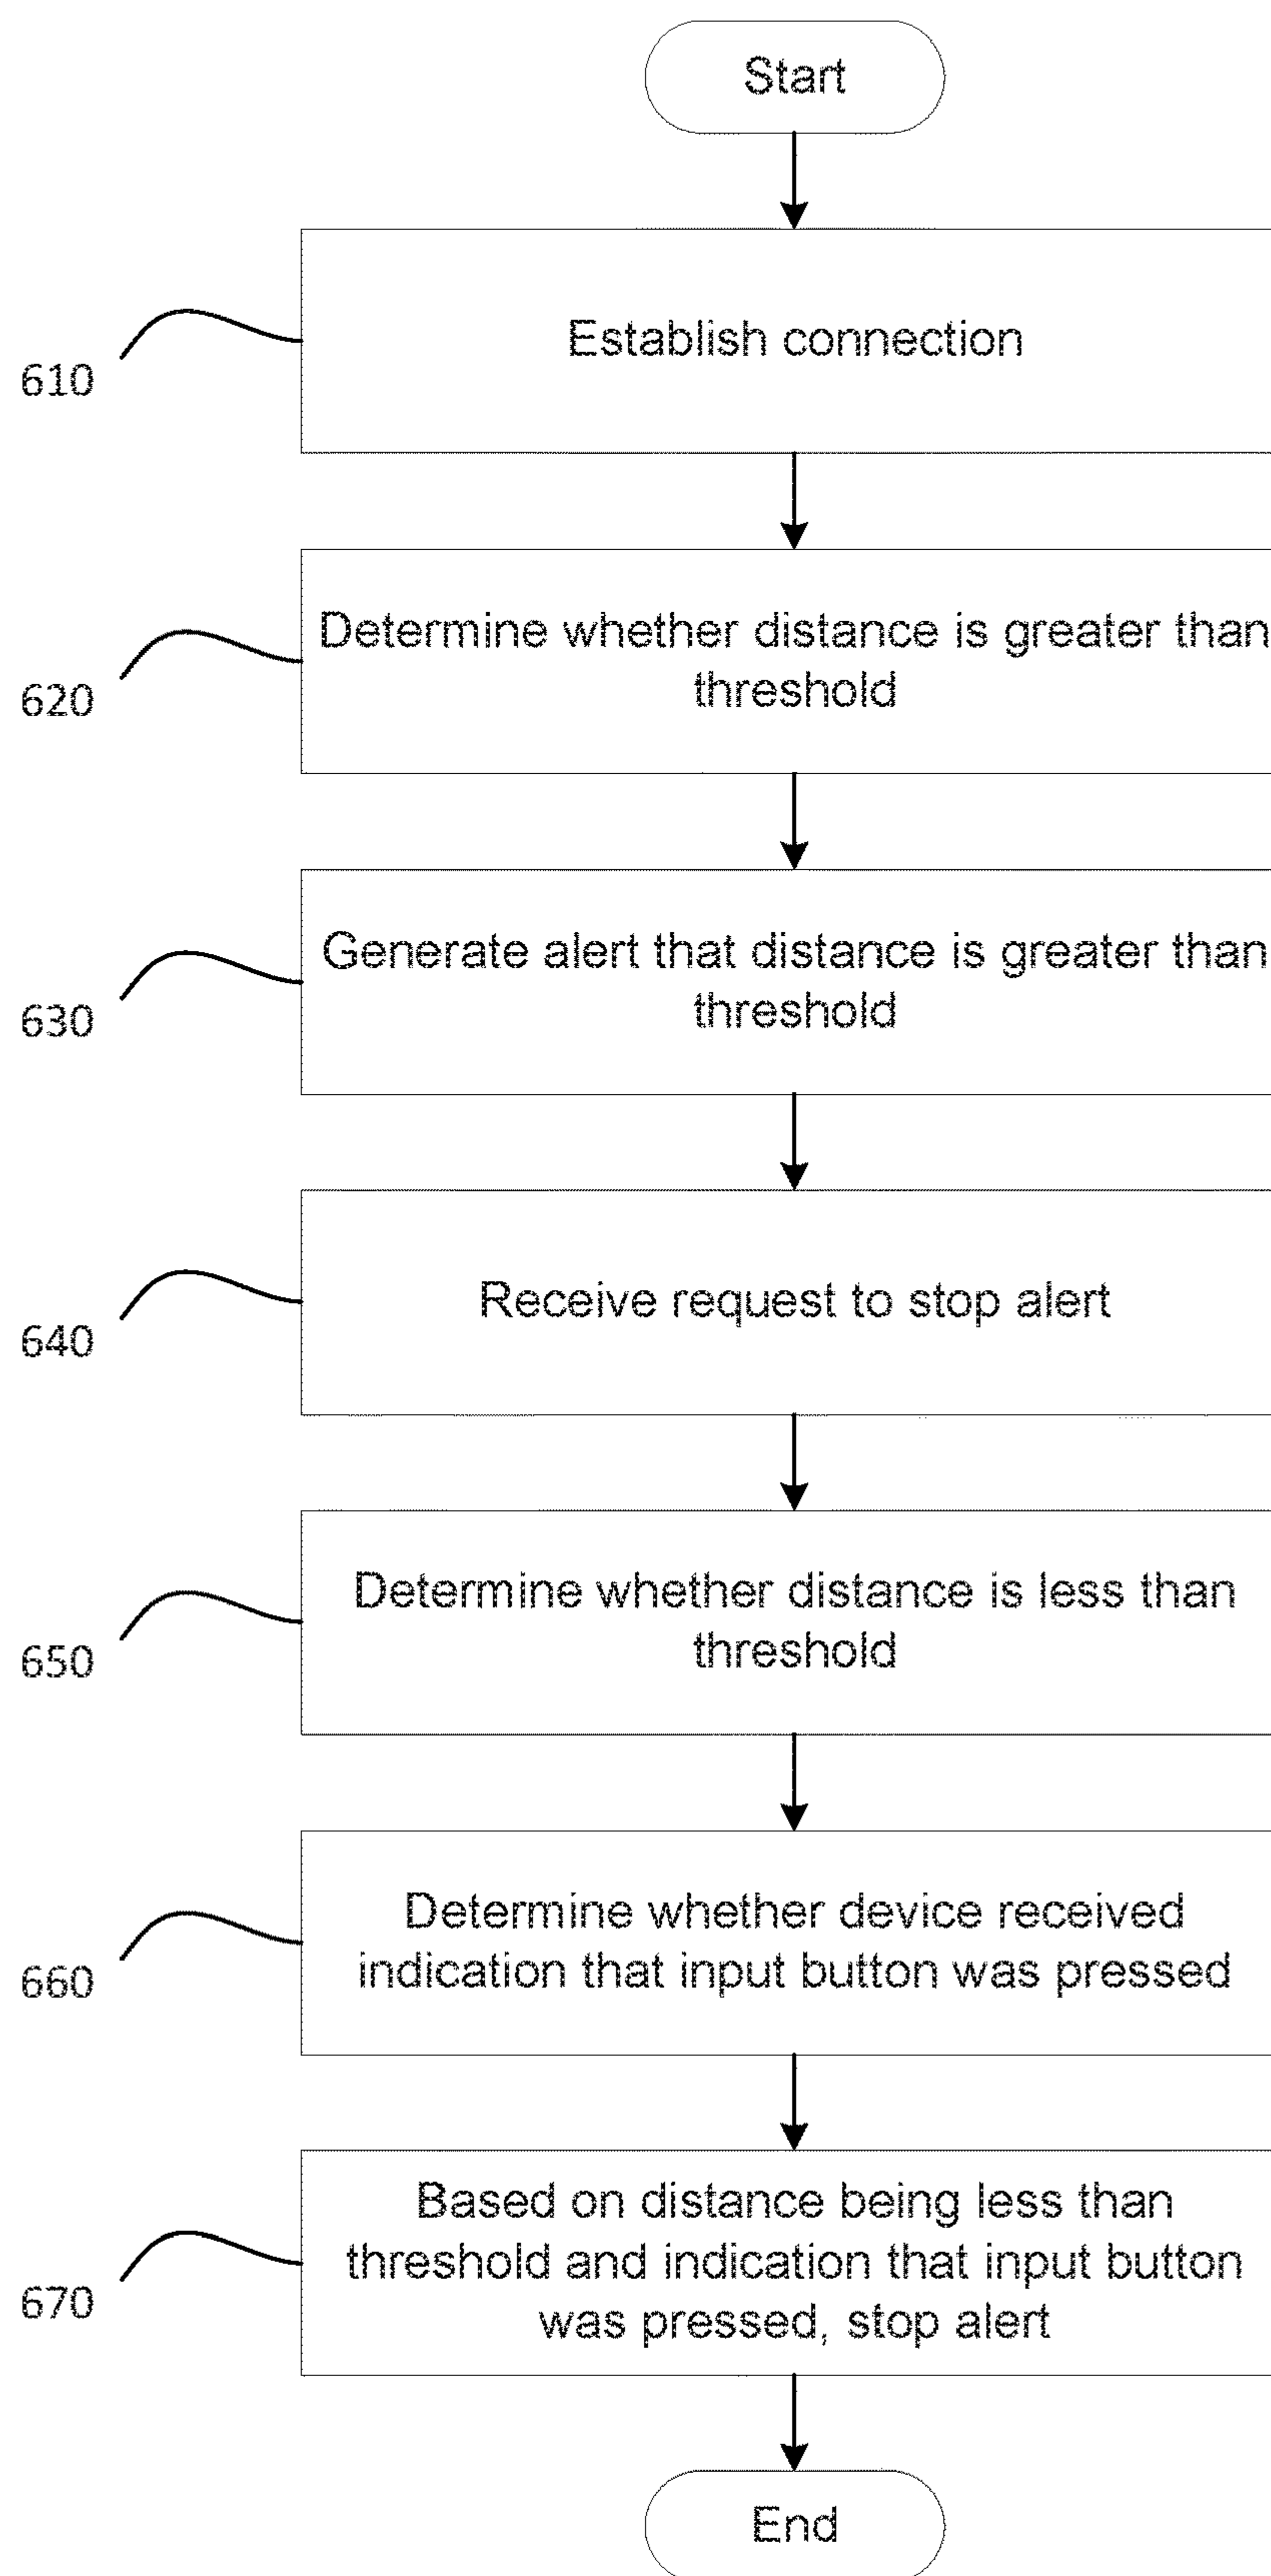 Start
Establish connection
610
Determine whether distance is greater than
threshold
620
Generate alert that distance is greater than
threshold
630
Receive request to stop alert
640
Determine whether distance is less than
threshold
650
Determine whether device received
indication that input button was pressed
660
Based on distance being less than
threshold and indication that input button
was pressed, stop alert
670
End